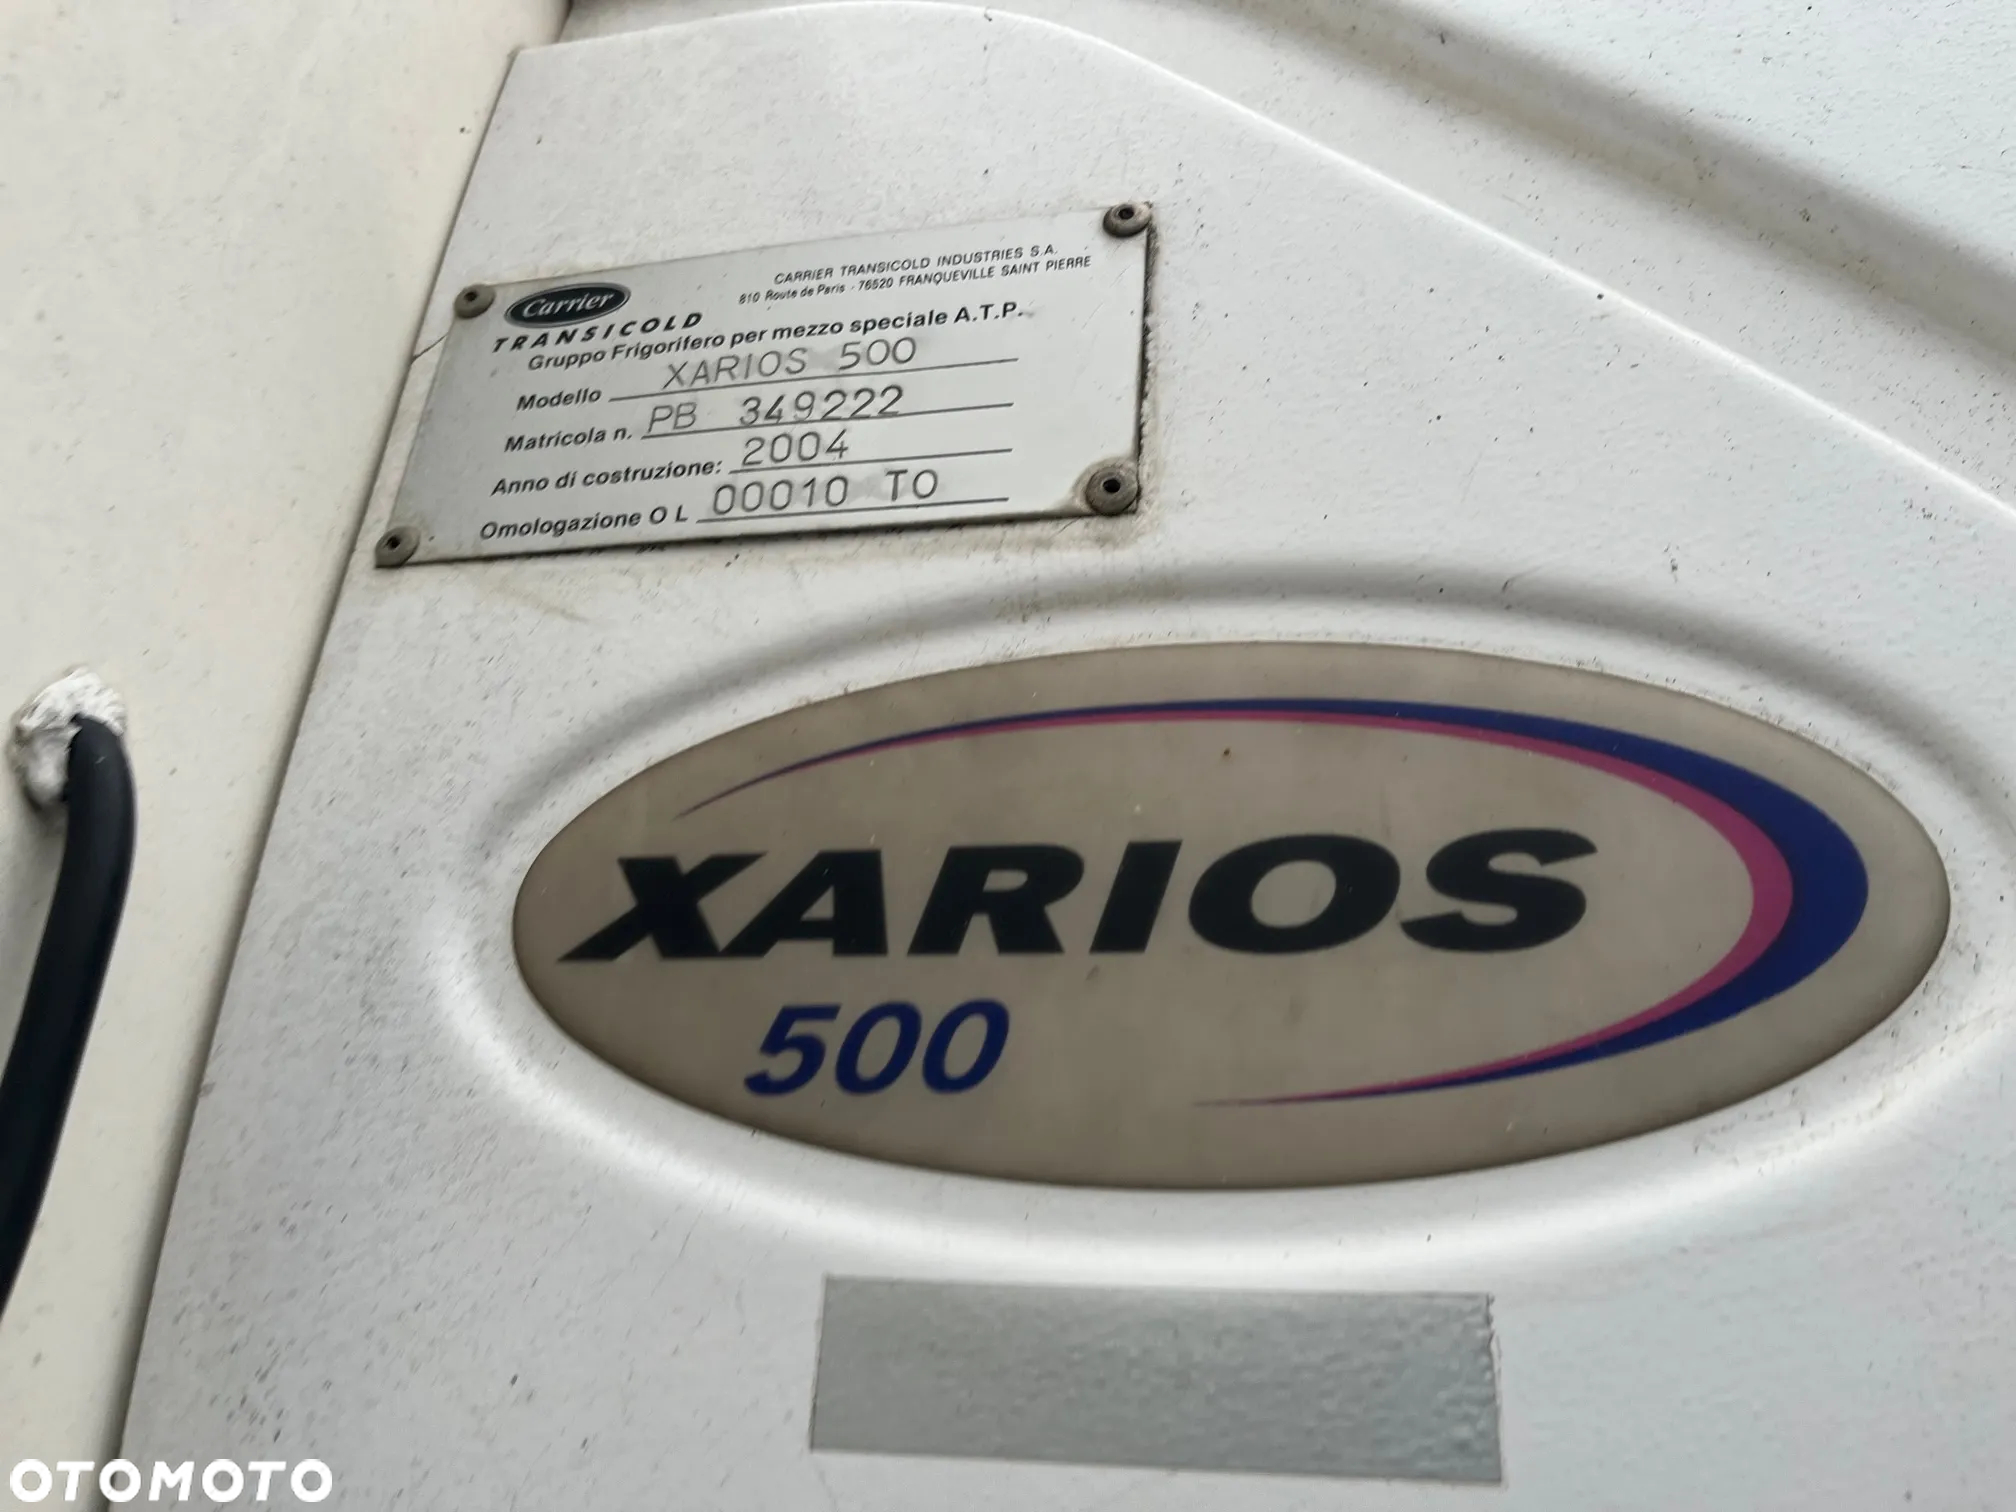 CARRIER TRANSICOLD INDUSTRIES S.A.
810 Route de Paris - 76520 FRANQUEVILLE SAINT PIERRE
Carrier
TRANSICOLD
Gruppo Frigorifero per mezzo speciale A.T.P.
Modello XARIOS 500
Matricola n. PB 349222
Anno di costruzione: 2004
Omologazione O L 00010 TO
XARIOS
500
OTOMOTO